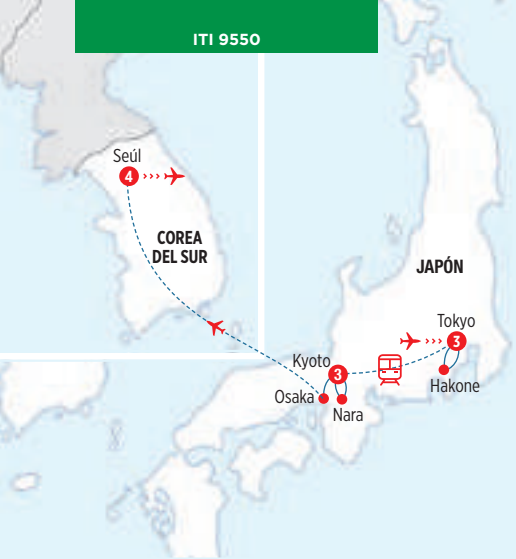 ITI 9550
Seúl
4
COREA
DEL SUR
JAPÓN
Tokyo
3
Kyoto
3
Hakone
Osaka
Nara